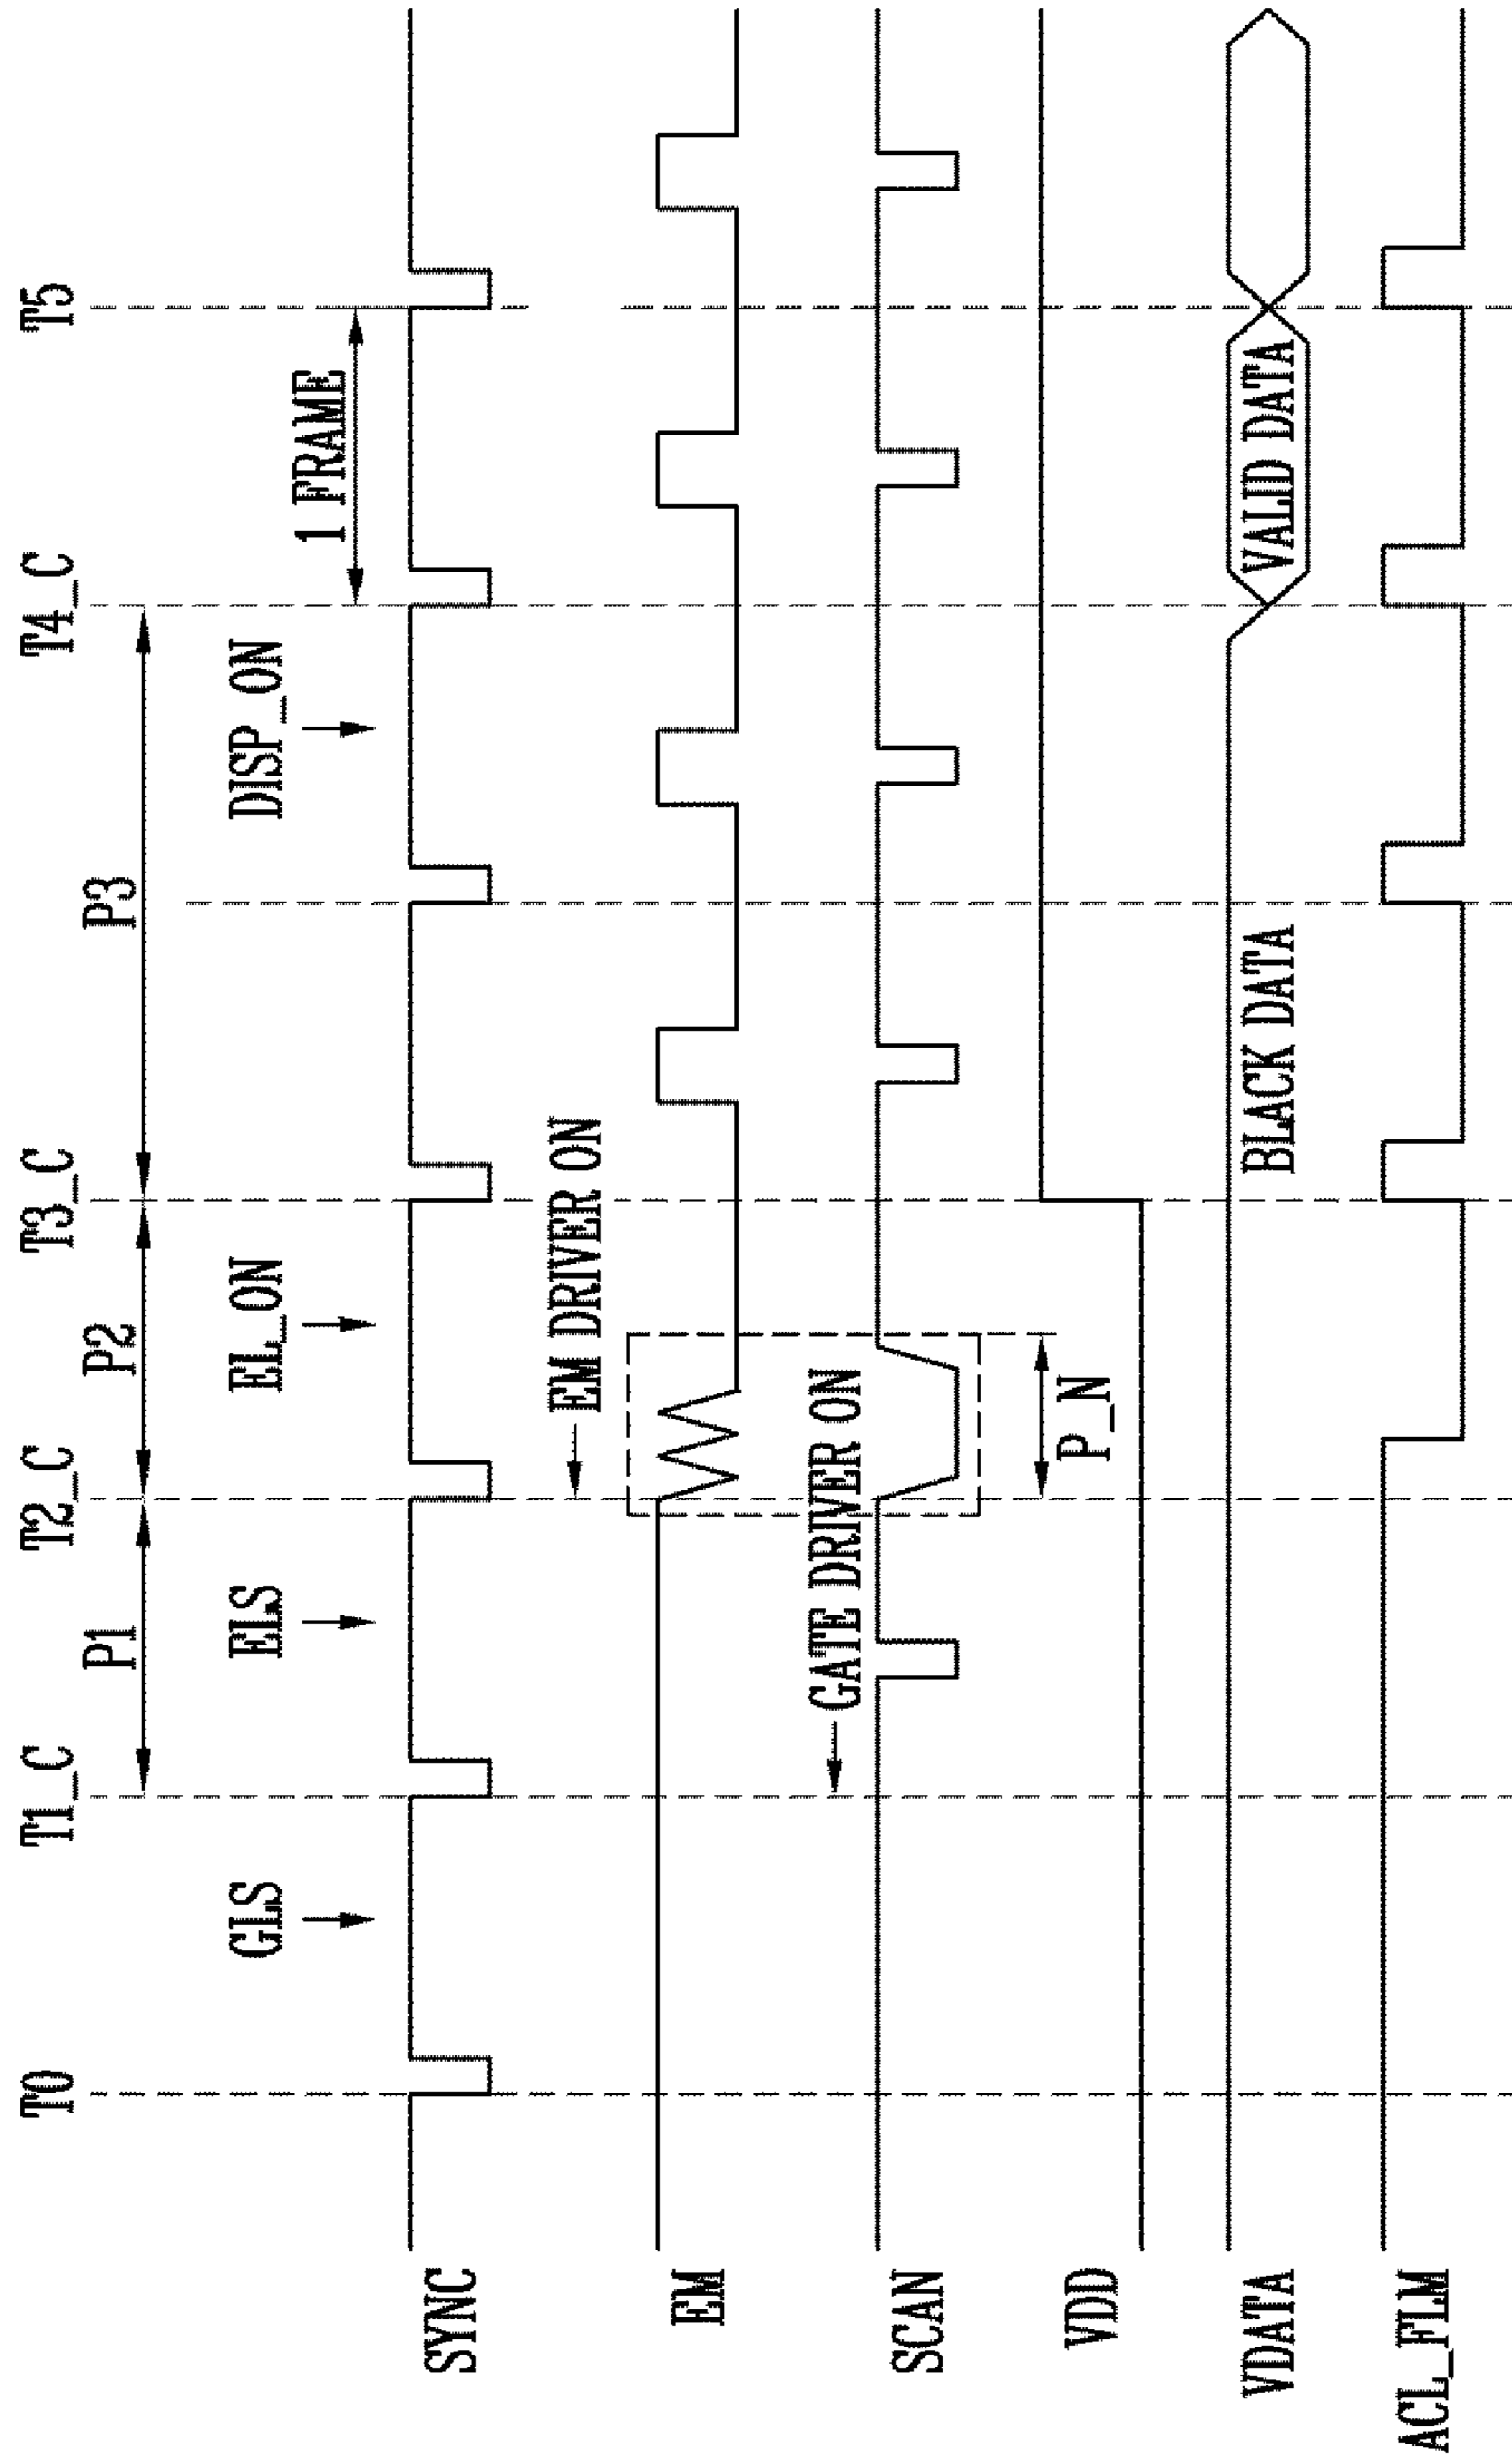 T0
T1_C
T2_C
T3_C
T4_C
T5
P1
P2
P3
GLS
ELS
EL_ON
DISP_ON
1 FRAME
SYNC
EM DRIVER ON
EM
GATE DRIVER ON
SCAN
P_N
VDD
VDATA
BLACK DATA
VALID DATA
ACL_FLM